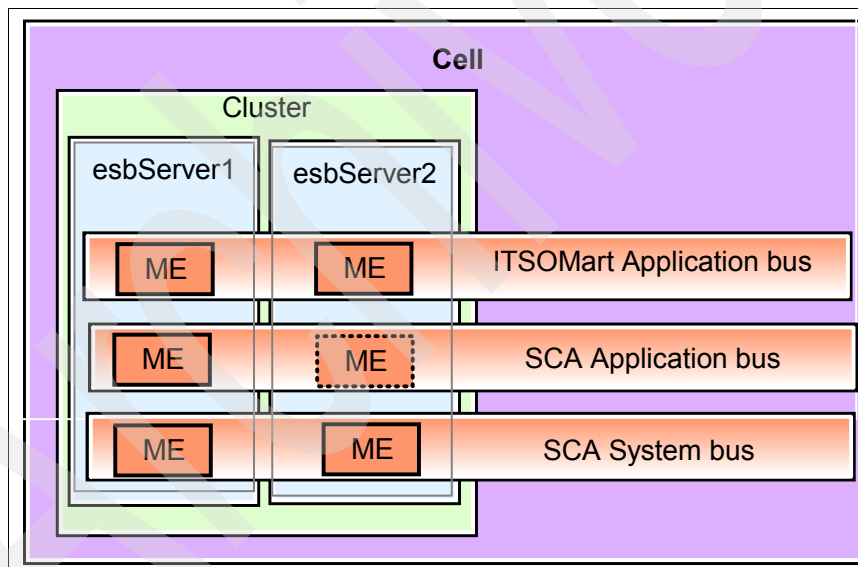 Cell
Cluster
esbServer1
esbServer2
ME
ME
ITSOMart Application bus
ME
ME
SCA Application bus
ME
ME
SCA System bus